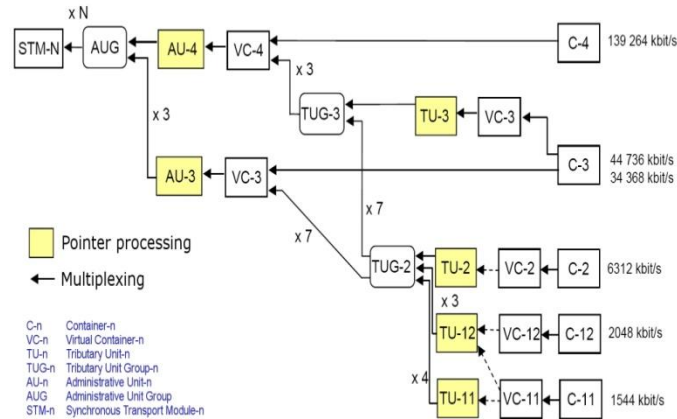 x N
STM-N AUG AU-4 VC-4 C-4 139 264 kbit/s
x 3
x 3 TUG-3 TU-3 VC-3
C-3 44 736 kbit/s
34 368 kbit/s
AU-3 VC-3
x 7
x 7
Pointer processing
TUG-2 TU-2 VC-2 C-2 6312 kbit/s
Multiplexing
x 3
C-n Container-n
VC-n Virtual Container-n
TU-12 VC-12 C-12 2048 kbit/s
TU-n Tributary Unit-n
TUG-n Tributary Unit Group-n
x 4
AU-n Administrative Unit-n
AUG Administrative Unit Group
TU-11 VC-11 C-11 1544 kbit/s
STM-n Synchronous Transport Module-n